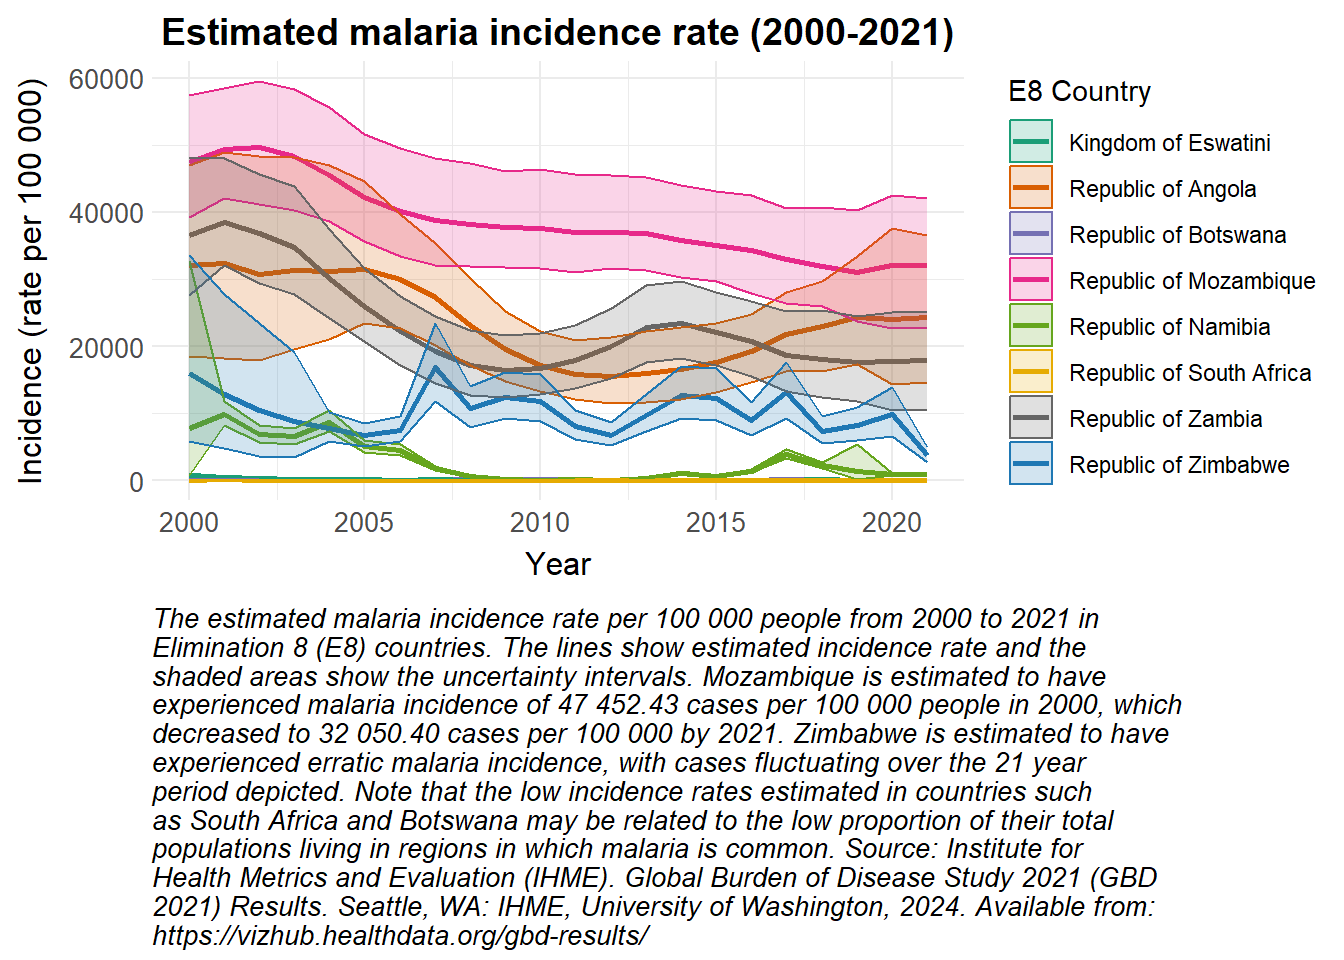 Estimated malaria incidence rate (2000-2021)
Incidence (rate per 100 000)
60000
40000
20000
0
2000
2005
2010
2015
2020
Year
E8 Country
Kingdom of Eswatini
Republic of Angola
Republic of Botswana
Republic of Mozambique
Republic of Namibia
Republic of South Africa
Republic of Zambia
Republic of Zimbabwe
The estimated malaria incidence rate per 100 000 people from 2000 to 2021 in
Elimination 8 (E8) countries. The lines show estimated incidence rate and the
shaded areas show the uncertainty intervals. Mozambique is estimated to have
experienced malaria incidence of 47 452.43 cases per 100 000 people in 2000, which
decreased to 32 050.40 cases per 100 000 by 2021. Zimbabwe is estimated to have
experienced erratic malaria incidence, with cases fluctuating over the 21 year
period depicted. Note that the low incidence rates estimated in countries such
as South Africa and Botswana may be related to the low proportion of their total
populations living in regions in which malaria is common. Source: Institute for
Health Metrics and Evaluation (IHME). Global Burden of Disease Study 2021 (GBD
2021) Results. Seattle, WA: IHME, University of Washington, 2024. Available from:
https://vizhub.healthdata.org/gbd-results/